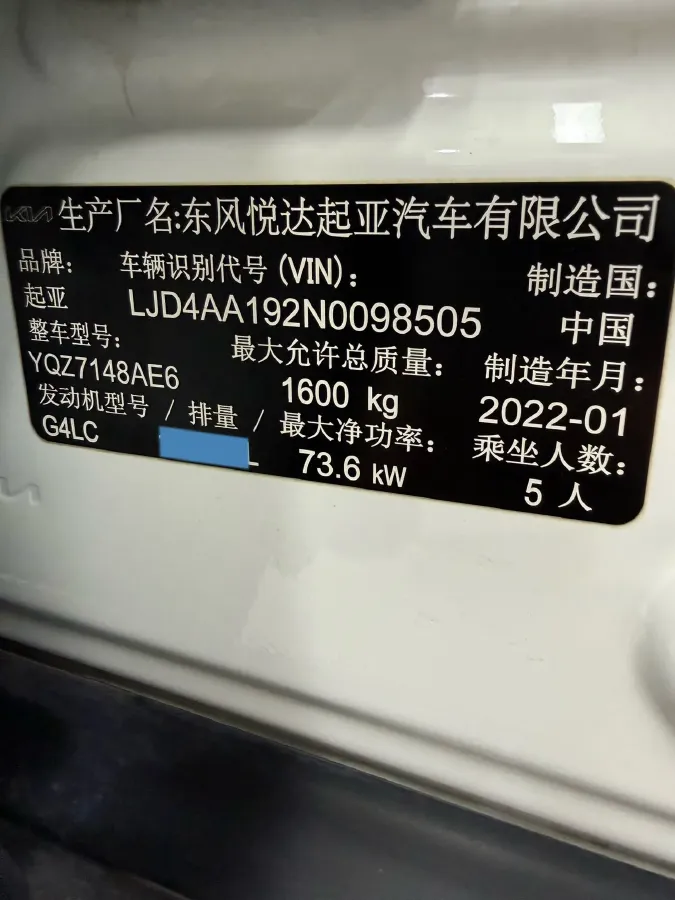 KIA 生产厂名:东风悦达起亚汽车有限公司
品牌: 车辆识别代号(VIN): 制造国:
起亚 LJD4AA192N0098505 中国
整车型号: 最大允许总质量: 制造年月:
YQZ7148AE6 1600 kg 2022-01
发动机型号 / 排量 / 最大净功率: 乘坐人数:
G4LC 73.6 kW 5 人